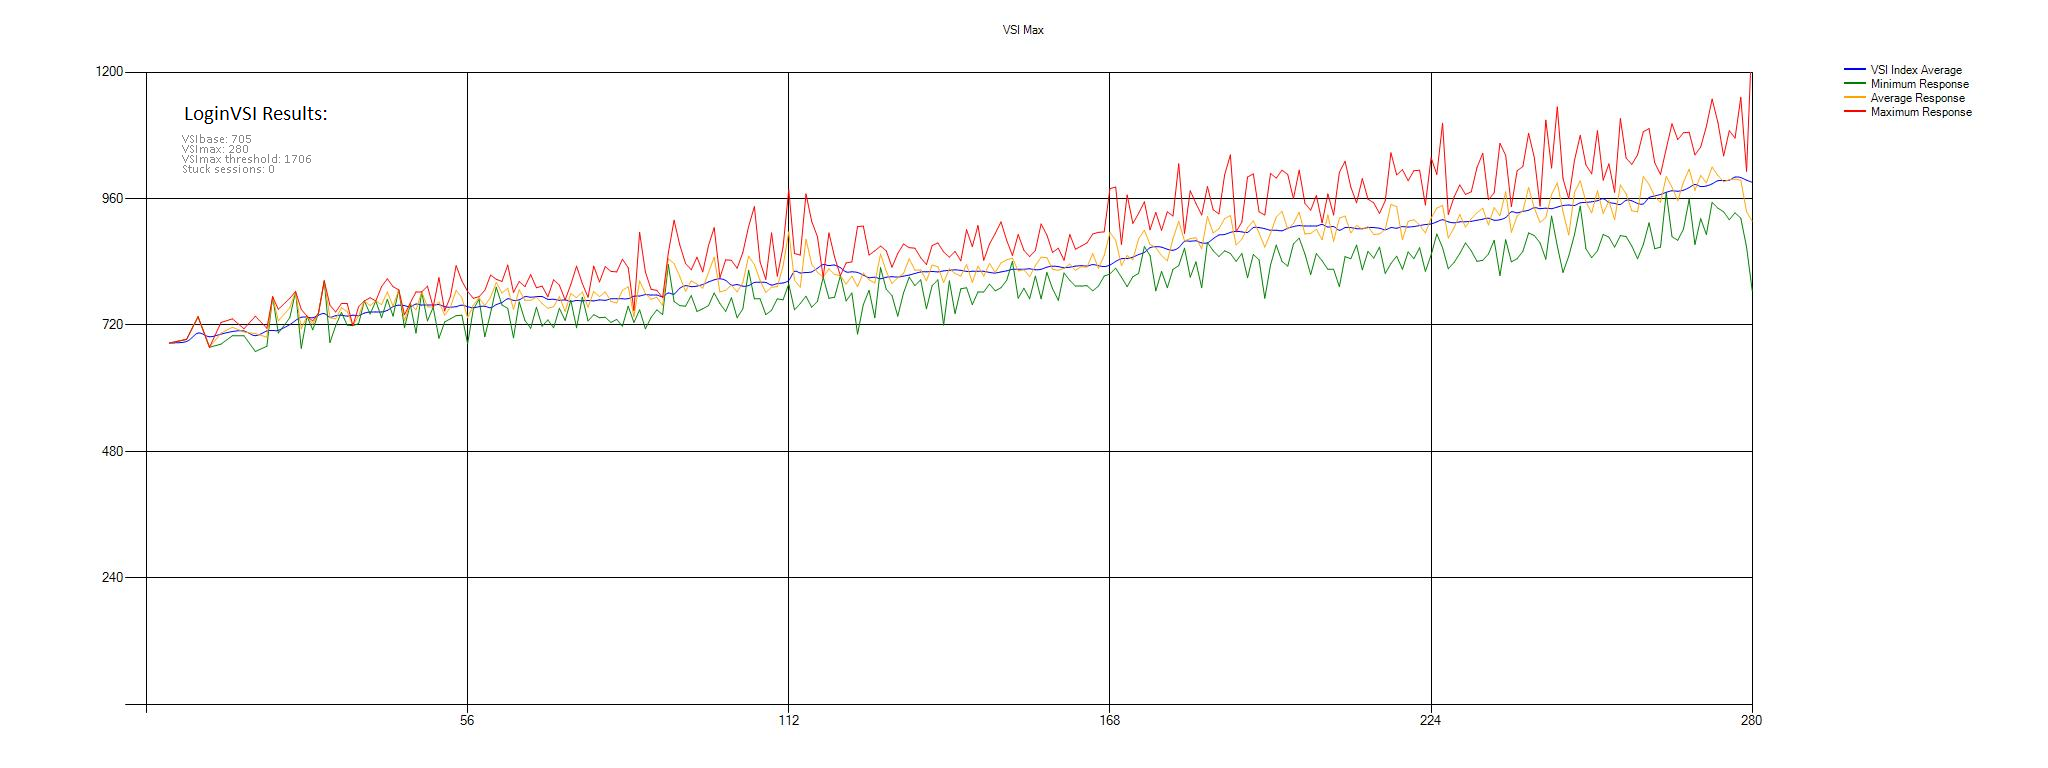 VSI Max
1200
960
720
480
240
56
112
168
224
280
LoginVSI Results:
VSIbase: 705
VSImax: 280
VSImax threshold: 1706
Stuck sessions: 0
VSI Index Average
Minimum Response
Average Response
Maximum Response